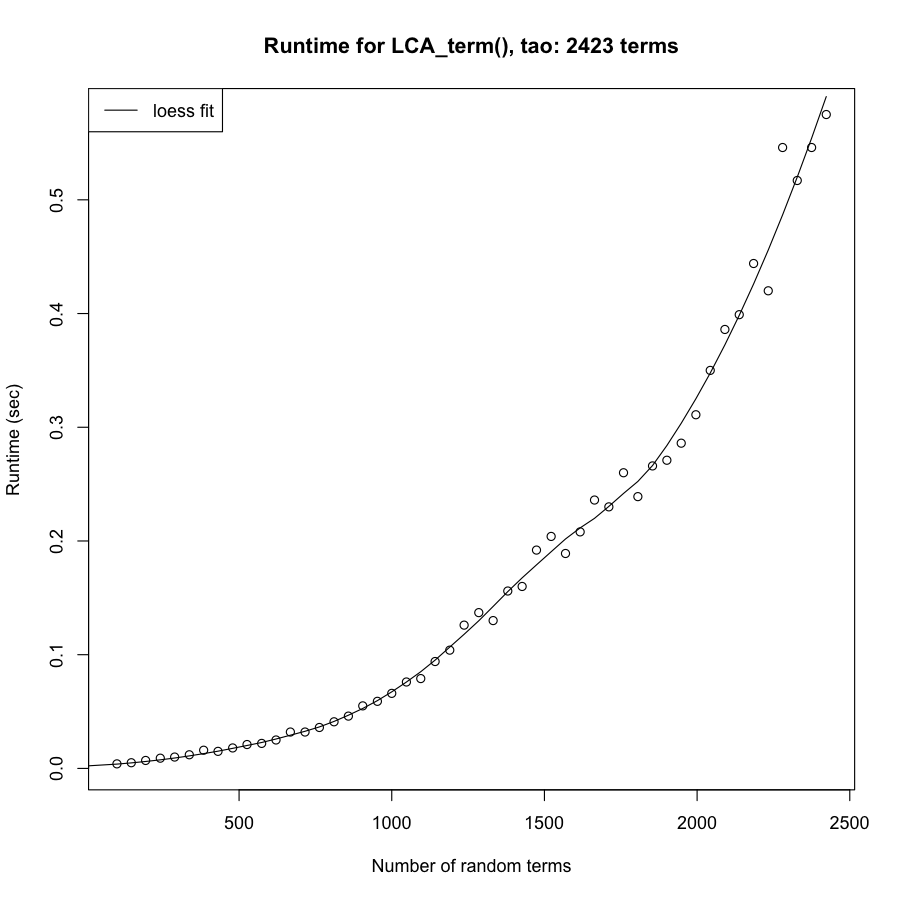 Runtime for LCA_term(), tao: 2423 terms
loess fit
Runtime (sec)
0.5
0.4
0.3
0.2
0.1
0.0
500 1000 1500 2000 2500
Number of random terms